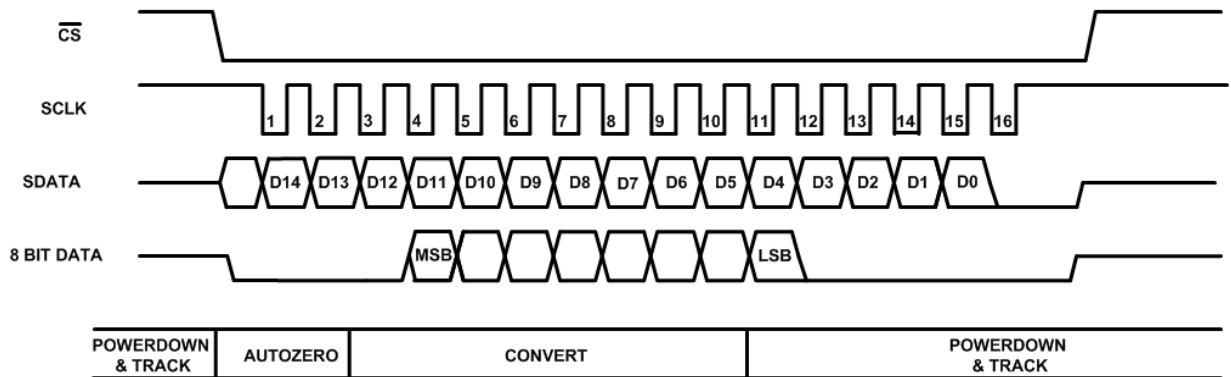 CS
SCLK
1 2 3 4 5 6 7 8 9 10 11 12 13 14 15 16
SDATA
D14 D13 D12 D11 D10 D9 D8 D7 D6 D5 D4 D3 D2 D1 D0
8 BIT DATA
MSB LSB
POWERDOWN
& TRACK
AUTOZERO
CONVERT
POWERDOWN
& TRACK